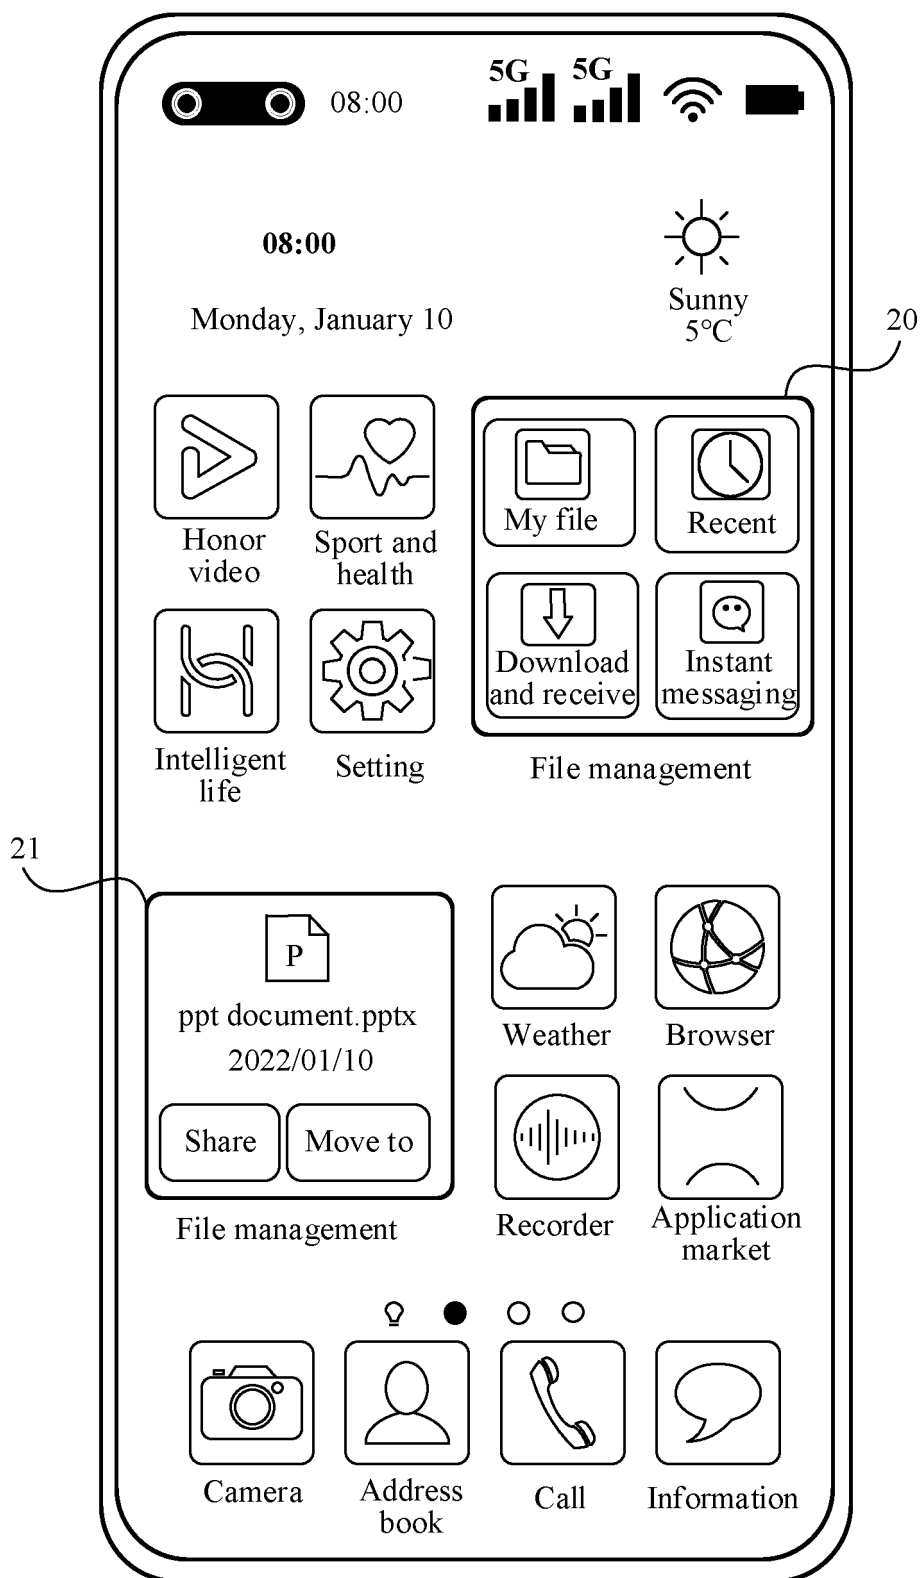 08:00
5G
5G
08:00
Monday, January 10
Sunny
5°C
20
My file
Recent
Download
and receive
Instant
messaging
Honor
video
Sport and
health
Intelligent
life
Setting
File management
21
P
ppt document.pptx
2022/01/10
Share
Move to
File management
Weather
Browser
Recorder
Application
market
Camera
Address
book
Call
Information